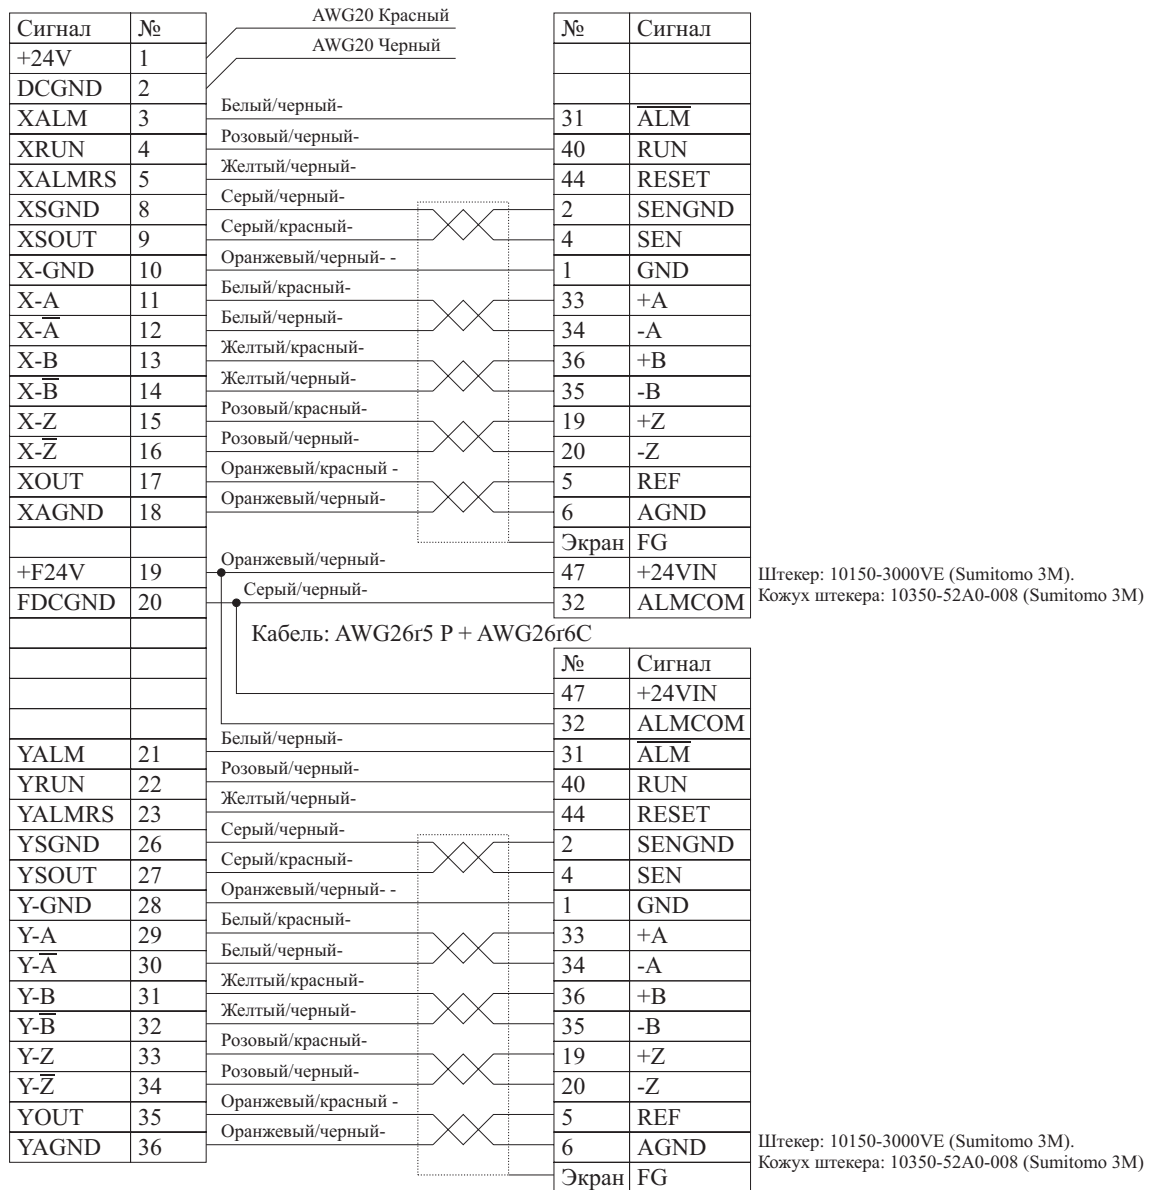 AWG20 Красный
Сигнал № № Сигнал
AWG20 Черный
+24V 1
DCGND 2
Белый/черный-
XALM 3 31 A̅L̅M̅
Розовый/черный-
XRUN 4 40 RUN
Желтый/черный-
XALMRS 5 44 RESET
Серый/черный-
XSGND 8 2 SENGND
Серый/красный-
XSOUT 9 4 SEN
Оранжевый/черный- -
X-GND 10 1 GND
Белый/красный-
X-A 11 33 +A
Белый/черный-
X-A̅ 12 34 -A
Желтый/красный-
X-B 13 36 +B
Желтый/черный-
X-B̅ 14 35 -B
Розовый/красный-
X-Z 15 19 +Z
Розовый/черный-
X-Z̅ 16 20 -Z
Оранжевый/красный -
XOUT 17 5 REF
Оранжевый/черный-
XAGND 18 6 AGND
Экран FG
Оранжевый/черный-
+F24V 19 47 +24VIN
Штекер: 10150-3000VE (Sumitomo 3M).
Серый/черный-
FDCGND 20 32 ALMCOM
Кожух штекера: 10350-52A0-008 (Sumitomo 3M)
Кабель: AWG26ґ5 P + AWG26ґ6C
№ Сигнал
47 +24VIN
32 ALMCOM
Белый/черный-
YALM 21 31 A̅L̅M̅
Розовый/черный-
YRUN 22 40 RUN
Желтый/черный-
YALMRS 23 44 RESET
Серый/черный-
YSGND 26 2 SENGND
Серый/красный-
YSOUT 27 4 SEN
Оранжевый/черный- -
Y-GND 28 1 GND
Белый/красный-
Y-A 29 33 +A
Белый/черный-
Y-A̅ 30 34 -A
Желтый/красный-
Y-B 31 36 +B
Желтый/черный-
Y-B̅ 32 35 -B
Розовый/красный-
Y-Z 33 19 +Z
Розовый/черный-
Y-Z̅ 34 20 -Z
Оранжевый/красный -
YOUT 35 5 REF
Оранжевый/черный-
YAGND 36 6 AGND
Штекер: 10150-3000VE (Sumitomo 3M).
Кожух штекера: 10350-52A0-008 (Sumitomo 3M)
Экран FG